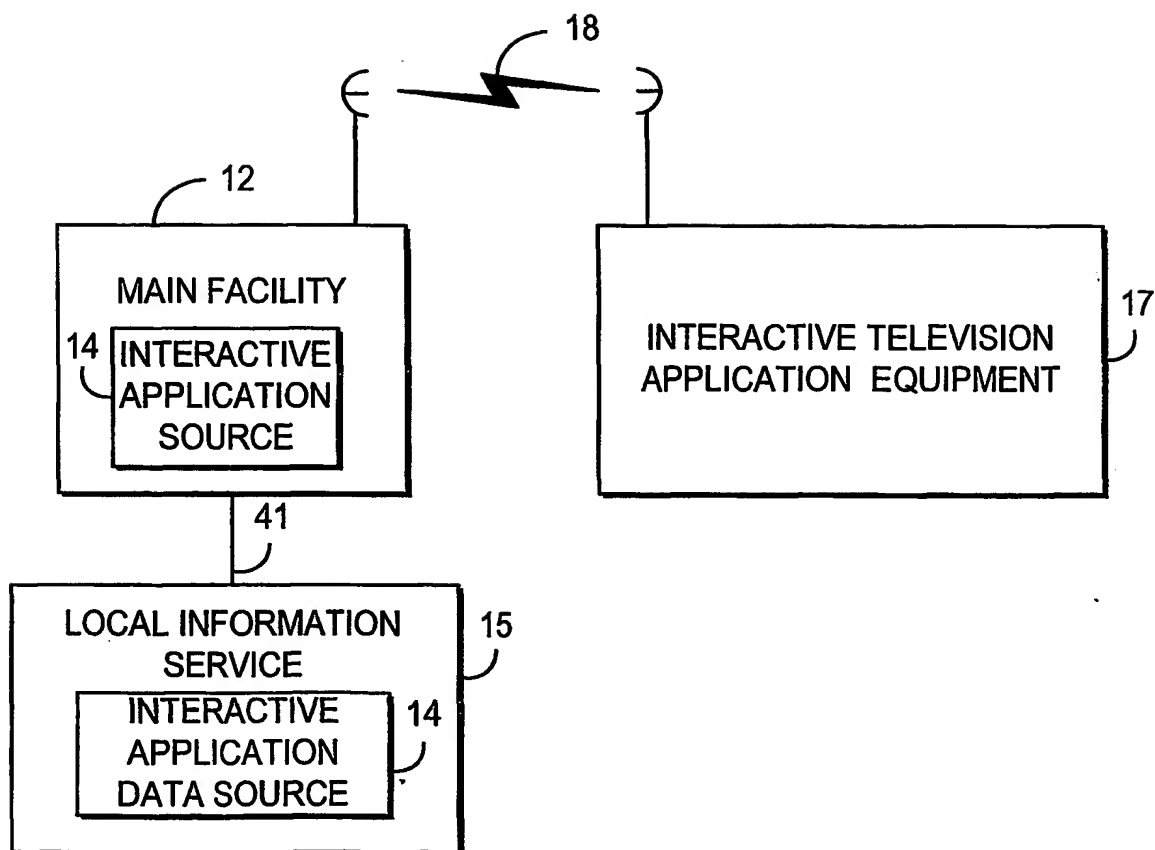 18
12
MAIN FACILITY
14
INTERACTIVE
APPLICATION
SOURCE
INTERACTIVE TELEVISION
APPLICATION EQUIPMENT
17
41
LOCAL INFORMATION
SERVICE
15
INTERACTIVE
APPLICATION
DATA SOURCE
14